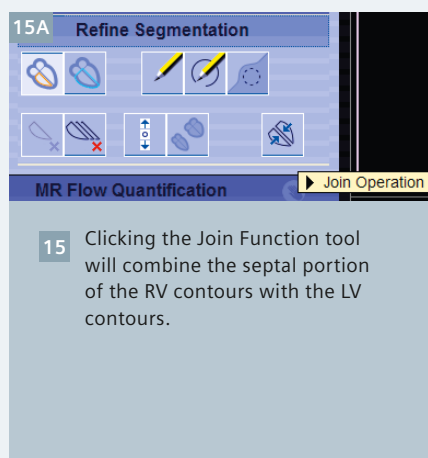 15A
Refine Segmentation
MR Flow Quantification
Join Operation
15
Clicking the Join Function tool
will combine the septal portion
of the RV contours with the LV
contours.